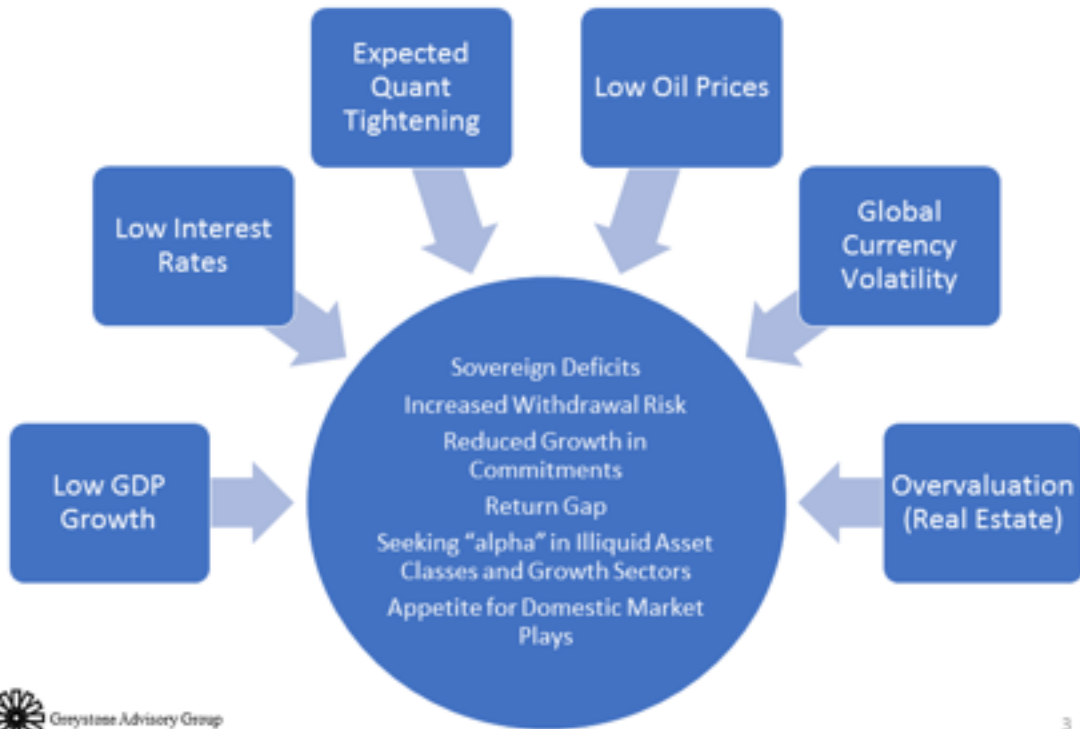 Expected
Quant
Tightening
Low Oil Prices
Low Interest
Rates
Global
Currency
Volatility
Low GDP
Growth
Sovereign Deficits
Increased Withdrawal Risk
Reduced Growth in
Commitments
Return Gap
Seeking “alpha” in Illiquid Asset
Classes and Growth Sectors
Appetite for Domestic Market
Plays
Overvaluation
(Real Estate)
Greystone Advisory Group
3